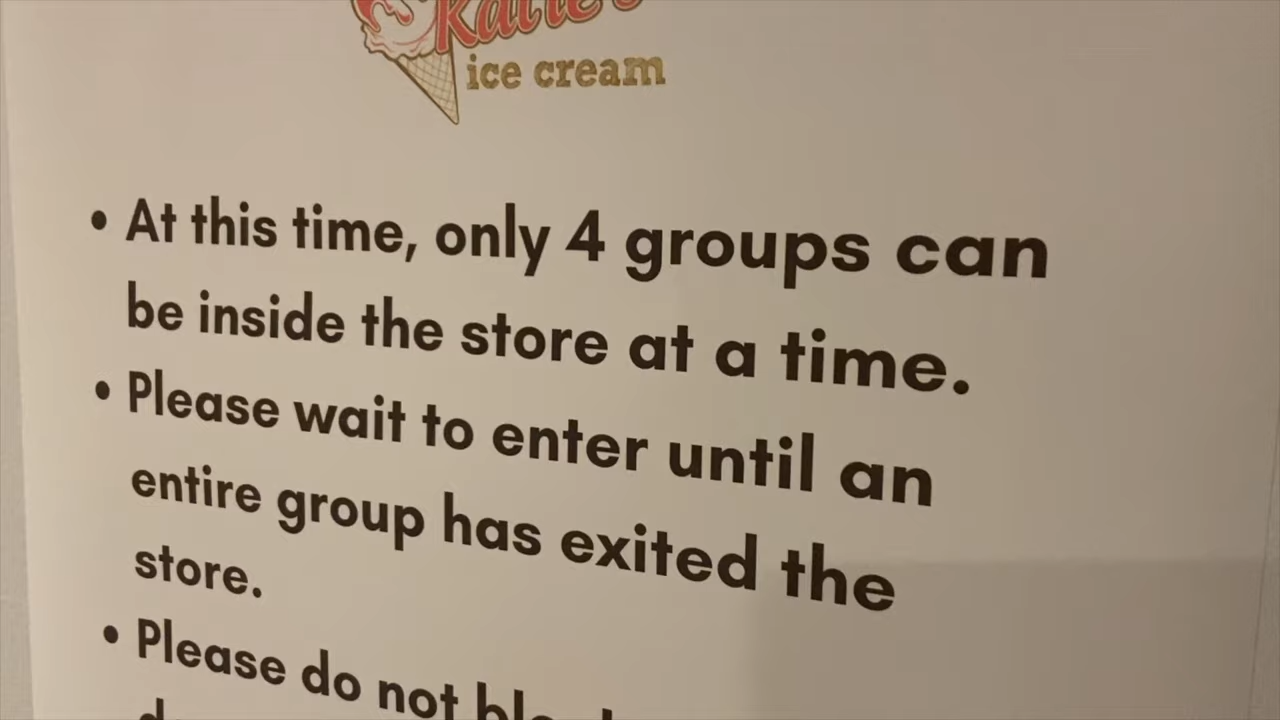 ice cream
• At this time, only 4 groups can
be inside the store at a time.
• Please wait to enter until an
entire group has exited the
store.
• Please do not